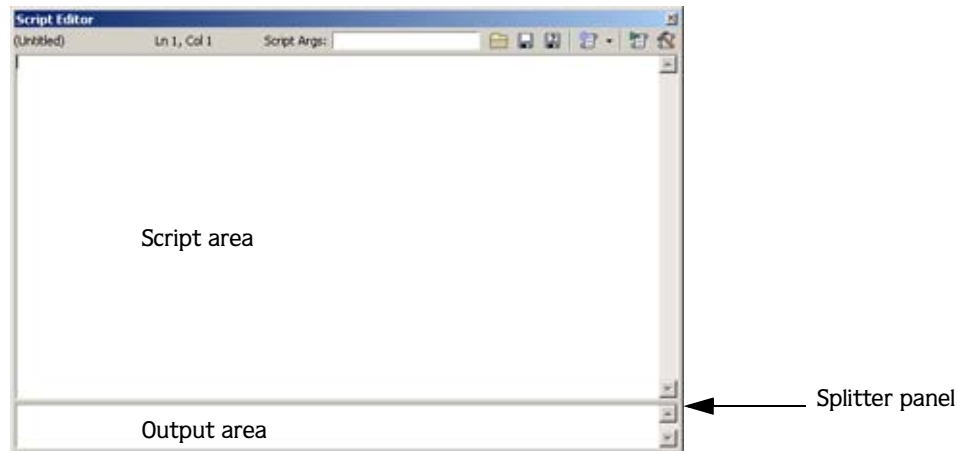 Script Editor
(Untitled) Ln 1, Col 1 Script Args:
Script area
Splitter panel
Output area